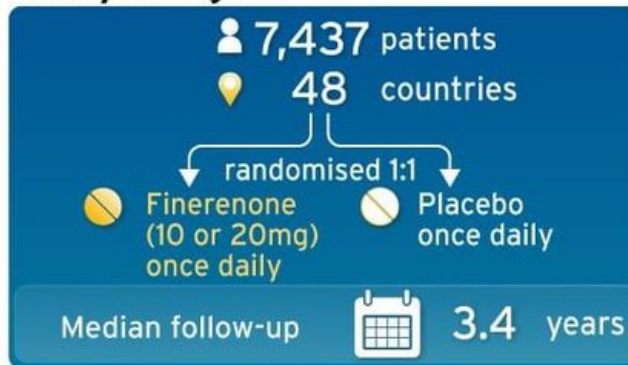 7,437 patients
48 countries
randomised 1:1
Finerenone
(10 or 20mg)
once daily
Placebo
once daily
Median follow-up 3.4 years